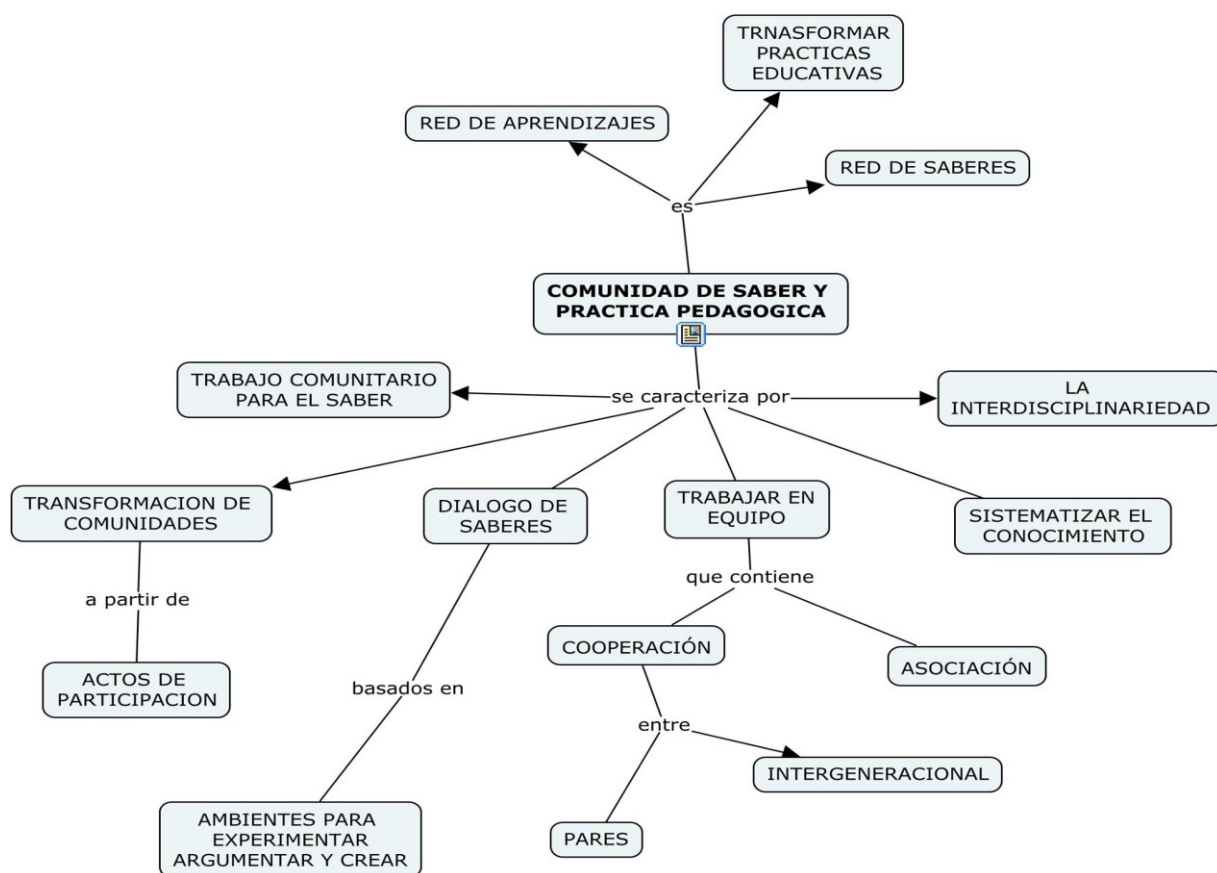 TRNASFORMAR
PRACTICAS
EDUCATIVAS
RED DE APRENDIZAJES
RED DE SABERES
es
COMUNIDAD DE SABER Y
PRACTICA PEDAGOGICA
TRABAJO COMUNITARIO
PARA EL SABER
se caracteriza por
LA
INTERDISCIPLINARIEDAD
TRANSFORMACION DE
COMUNIDADES
DIALOGO DE
SABERES
TRABAJAR EN
EQUIPO
SISTEMATIZAR EL
CONOCIMIENTO
a partir de
que contiene
ACTOS DE
PARTICIPACION
basados en
COOPERACIÓN
ASOCIACIÓN
entre
INTERGENERACIONAL
PARES
AMBIENTES PARA
EXPERIMENTAR
ARGUMENTAR Y CREAR